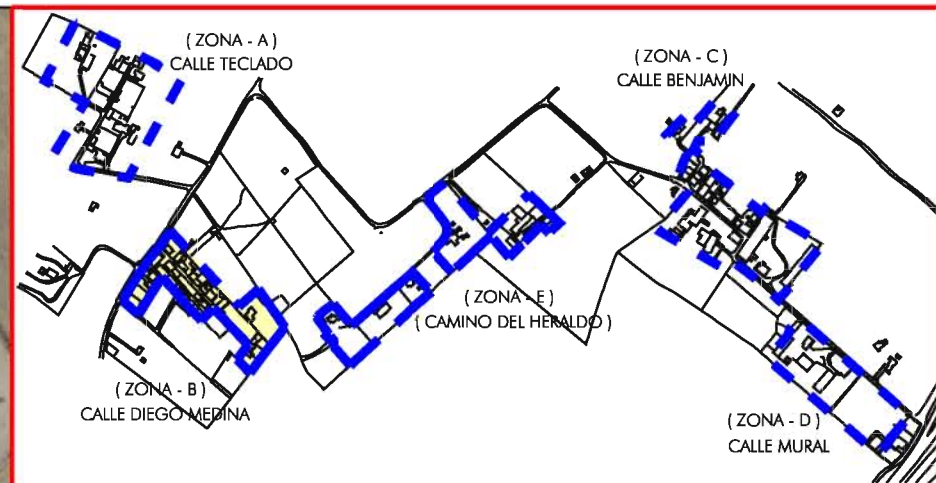 ( ZONA - A )
CALLE TECLADO
( ZONA - C )
CALLE BENJAMIN
( ZONA - E )
( CAMINO DEL HERALDO )
( ZONA - B )
CALLE DIEGO MEDINA
( ZONA - D )
CALLE MURAL